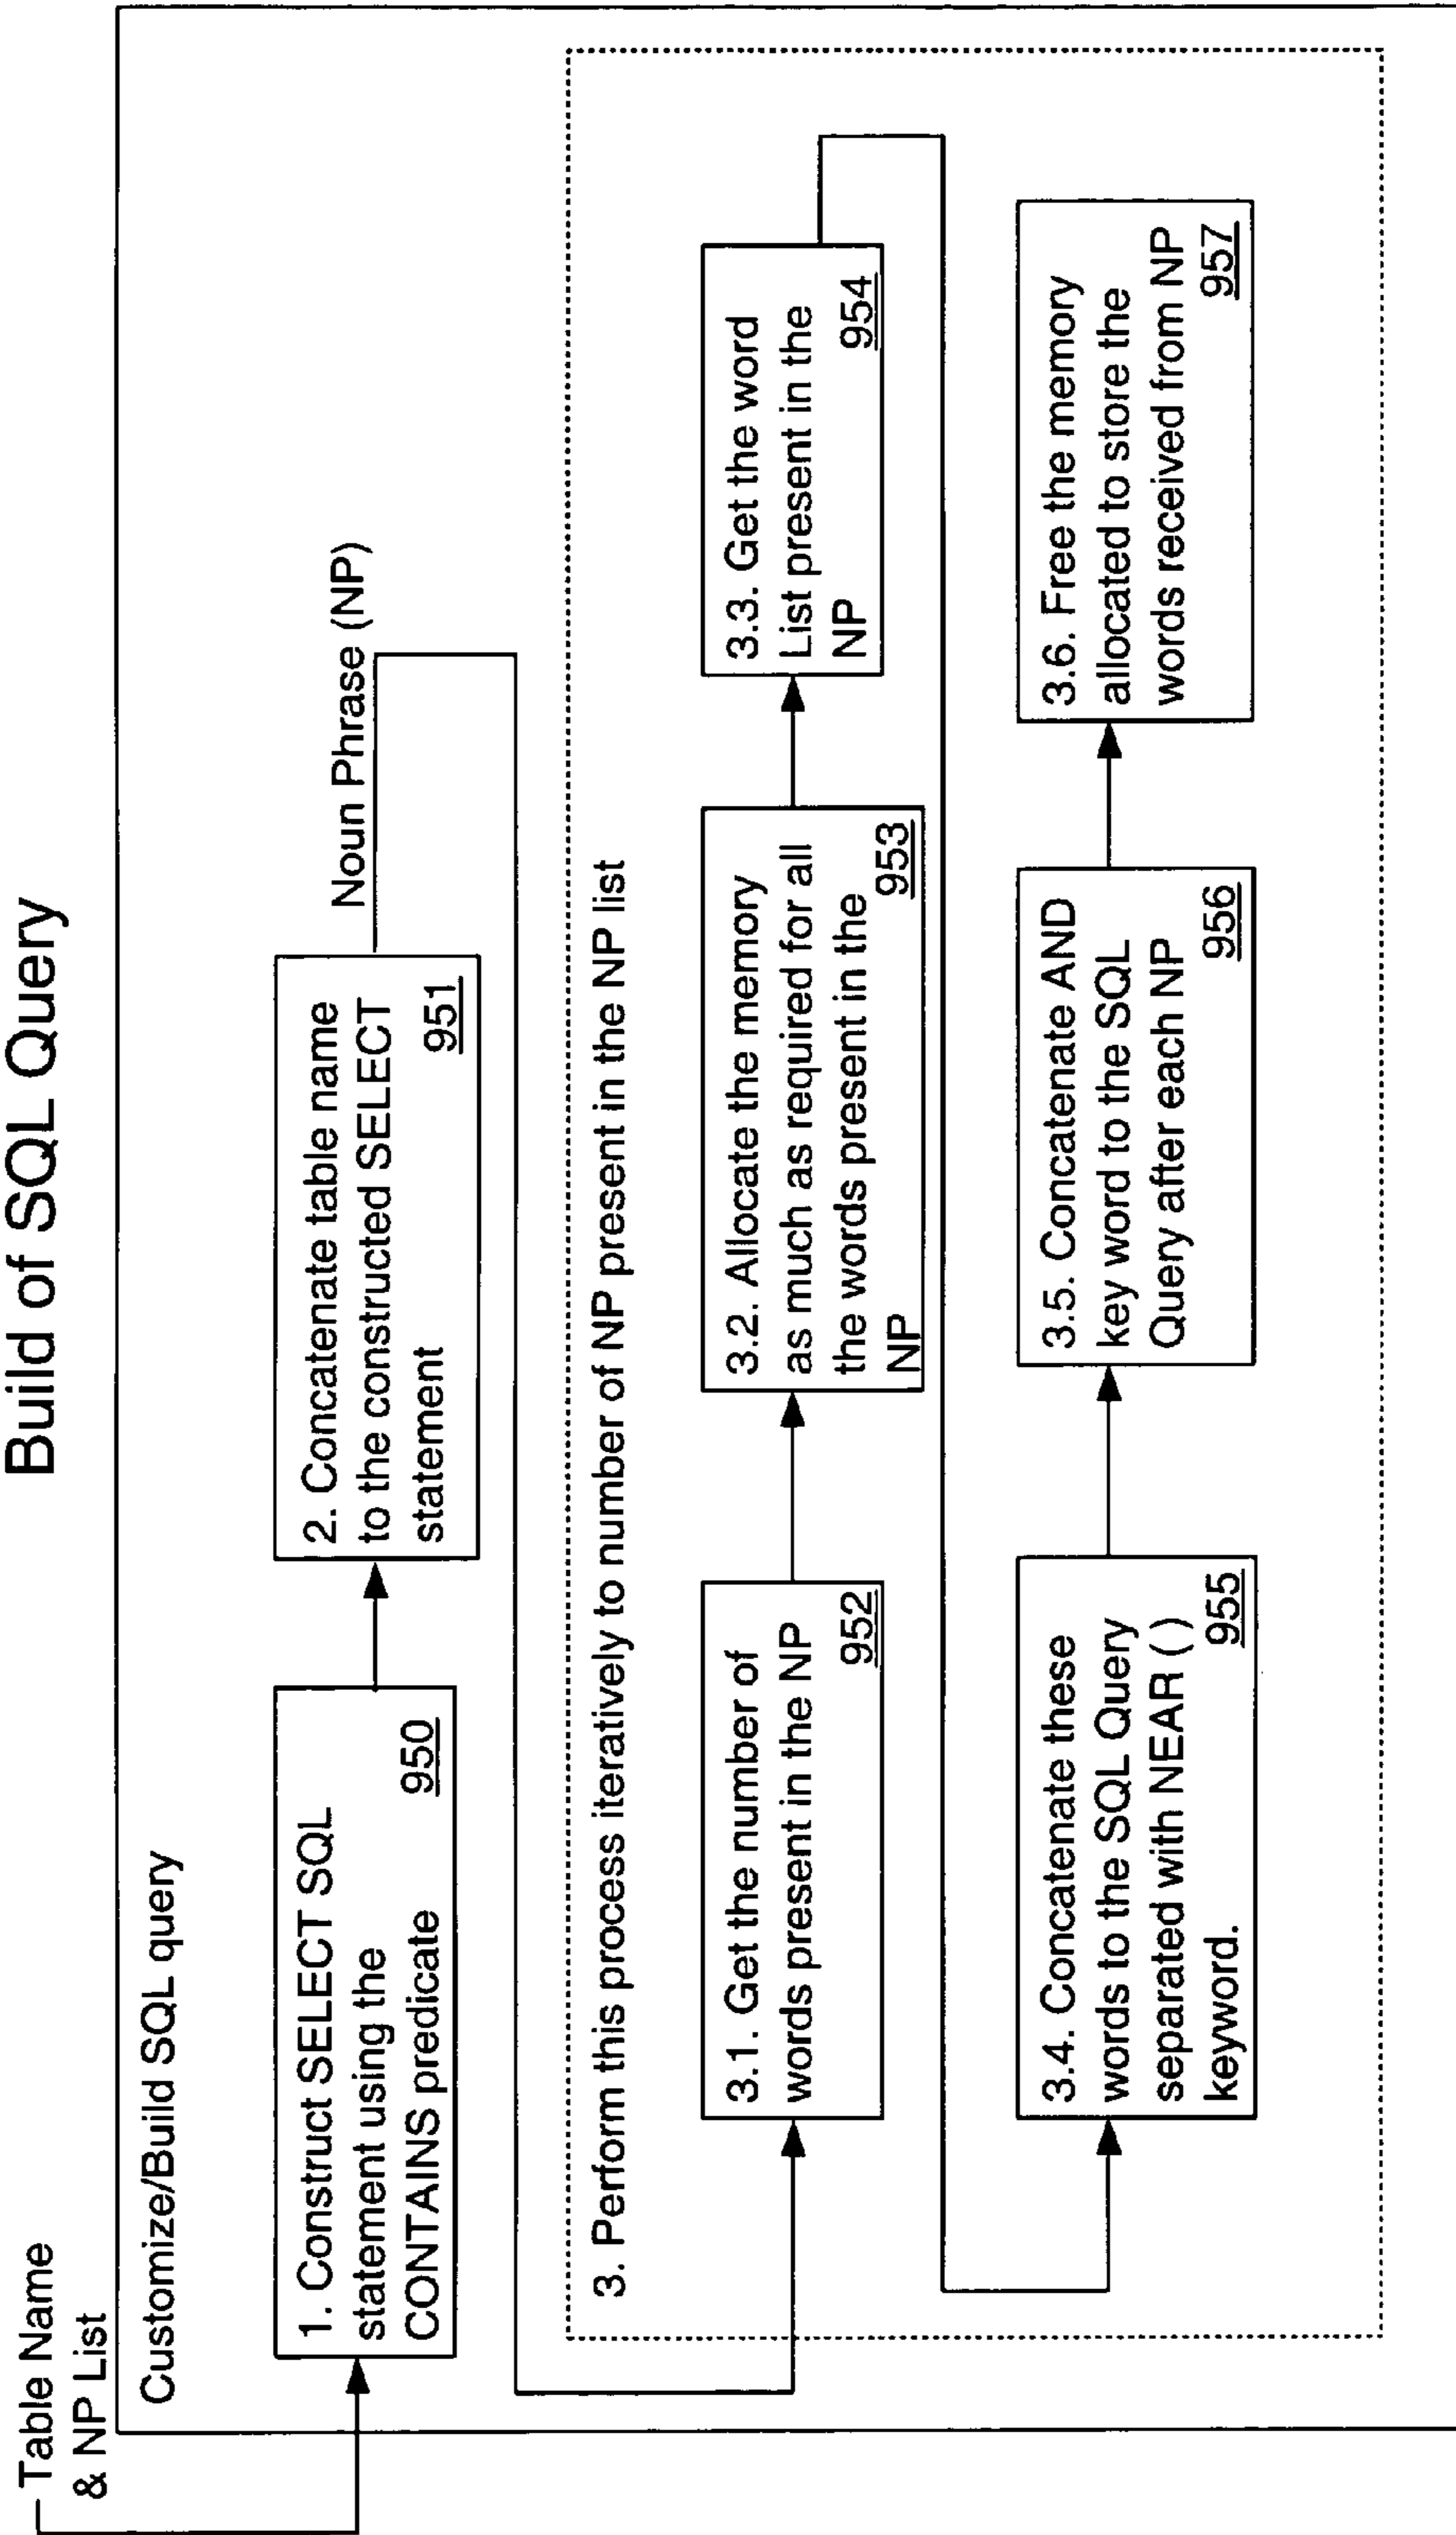 Build of SQL Query
Table Name
& NP List
Customize/Build SQL query
1. Construct SELECT SQL
statement using the
CONTAINS predicate
950
2. Concatenate table name
to the constructed SELECT
statement
951
Noun Phrase (NP)
3. Perform this process iteratively to number of NP present in the NP list
3.1. Get the number of
words present in the NP
952
3.2. Allocate the memory
as much as required for all
the words present in the
NP
953
3.3. Get the word
List present in the
NP
954
3.4. Concatenate these
words to the SQL Query
separated with NEAR ( )
keyword.
955
3.5. Concatenate AND
key word to the SQL
Query after each NP
956
3.6. Free the memory
allocated to store the
words received from NP
957